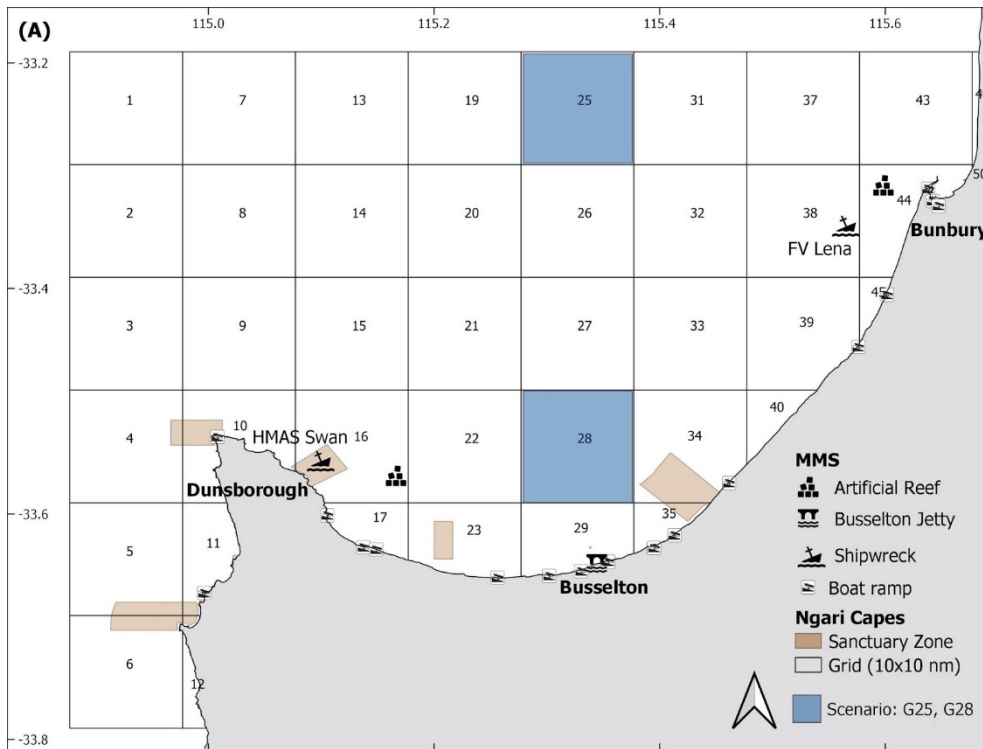 (A)
115.0 115.2 115.4 115.6
-33.2
1 7 13 19 25 31 37 43 4
50
2 8 14 20 26 32 38 44
FV Lena
Bunbury
-33.4
3 9 15 21 27 33 39 45
4 10 16 22 28 34 40
HMAS Swan
Dunsborough
-33.6
5 11 17 23 29 35
Busselton
6 12
-33.8
MMS
Artificial Reef
Busselton Jetty
Shipwreck
Boat ramp
Ngari Capes
Sanctuary Zone
Grid (10x10 nm)
Scenario: G25, G28